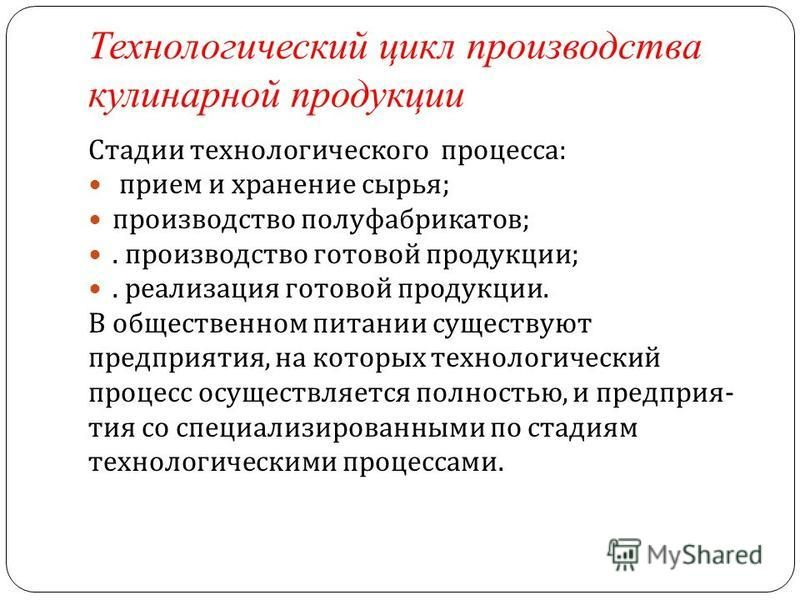 Технологический цикл производства
кулинарной продукции
Стадии технологического процесса:
• прием и хранение сырья;
• производство полуфабрикатов;
• . производство готовой продукции;
• . реализация готовой продукции.
В общественном питании существуют
предприятия, на которых технологический
процесс осуществляется полностью, и предприя-
тия со специализированными по стадиям
технологическими процессами.
MyShared